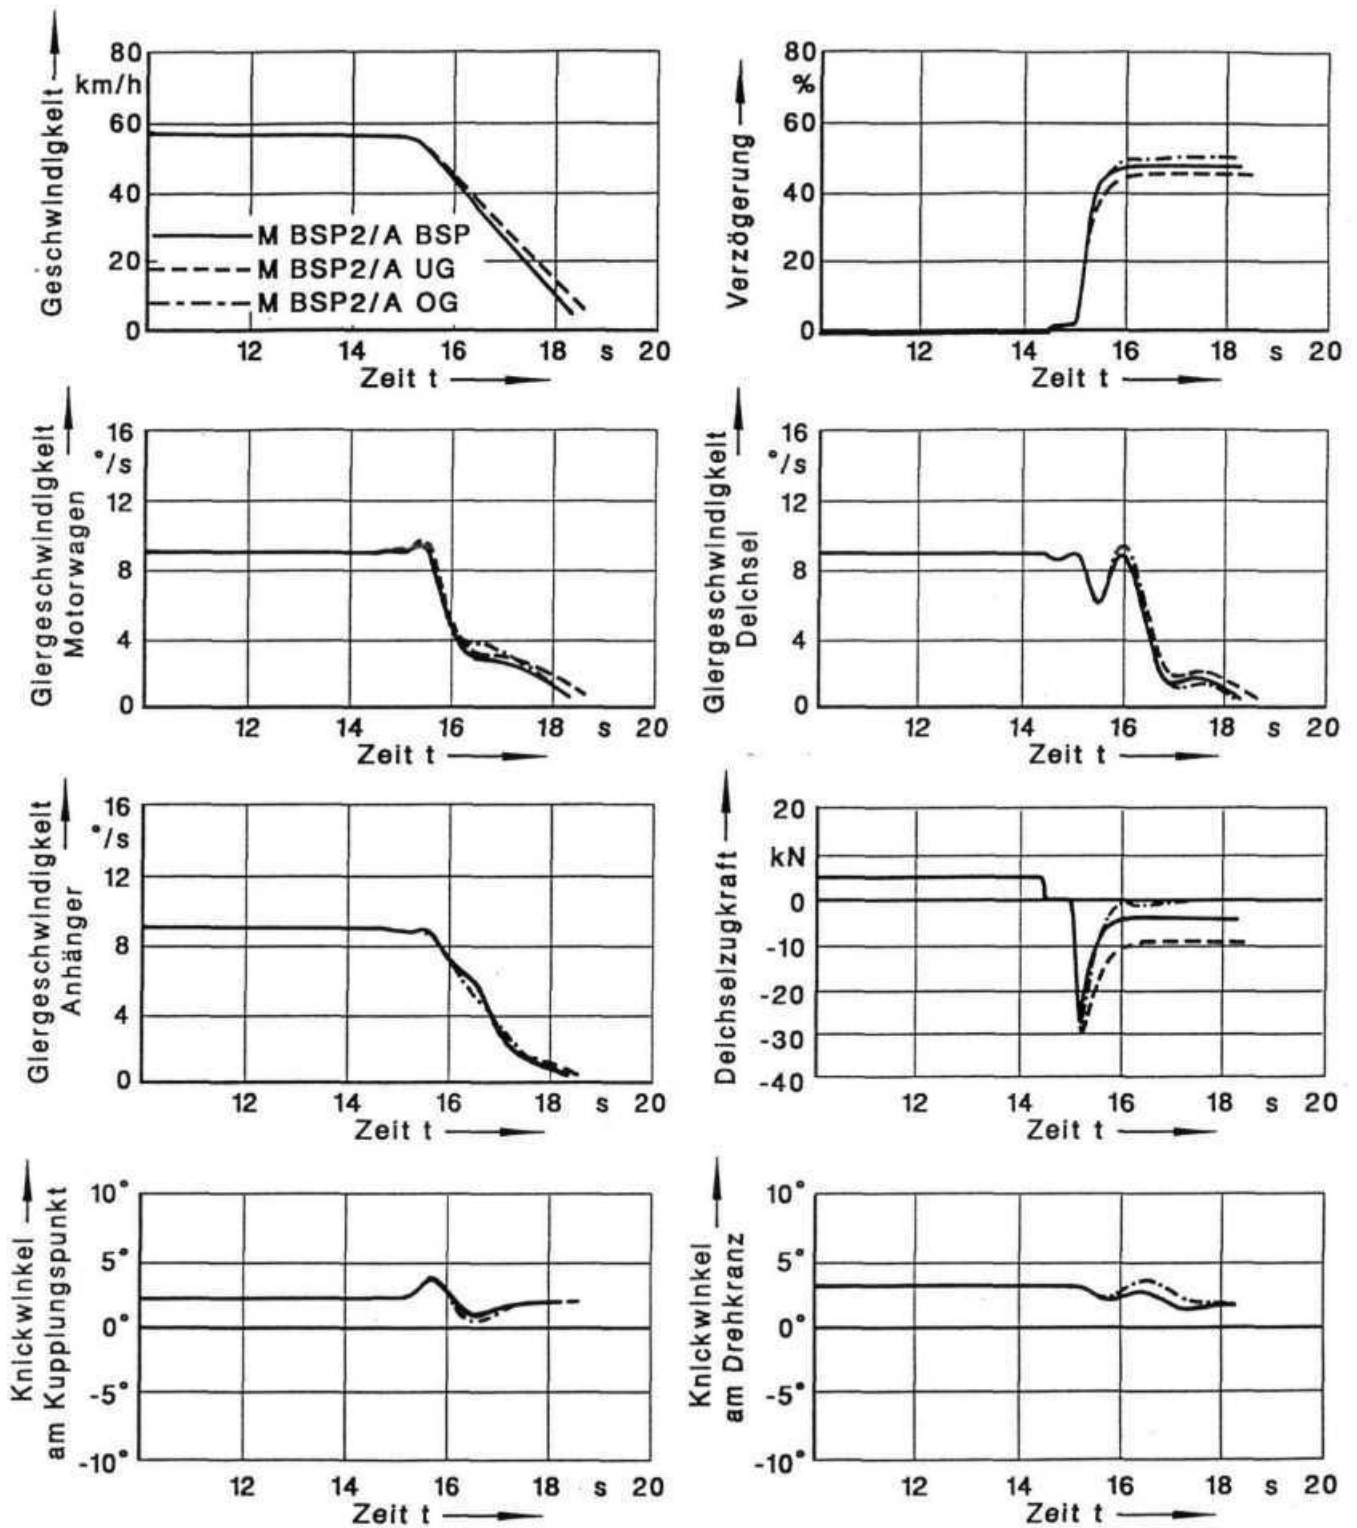 Geschwindigkeit
80
km/h
60
40
20
0
M BSP2/A BSP
M BSP2/A UG
M BSP2/A OG
12 14 16 18 s 20
Zeit t
Verzögerung
80
%
60
40
20
0
12 14 16 18 s 20
Zeit t
Giergeschwindigkeit
Motorwagen
16
°/s
12
8
4
0
12 14 16 18 s 20
Zeit t
Giergeschwindigkeit
Deichsel
16
°/s
12
8
4
0
12 14 16 18 s 20
Zeit t
Giergeschwindigkeit
Anhänger
16
°/s
12
8
4
0
12 14 16 18 s 20
Zeit t
Deichselzugkraft
20
kN
0
-10
-20
-30
-40
12 14 16 18 s 20
Zeit t
Knickwinkel
am Kupplungspunkt
10°
5°
0°
-5°
-10°
12 14 16 18 s 20
Zeit t
Knickwinkel
am Drehkranz
10°
5°
0°
-5°
-10°
12 14 16 18 s 20
Zeit t